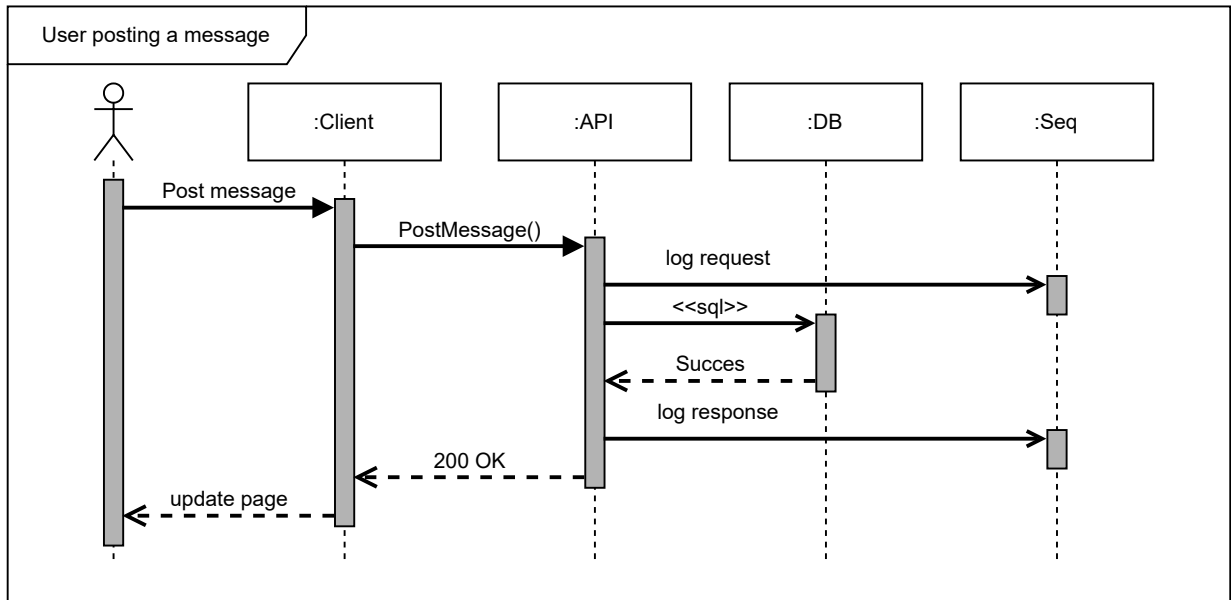 User posting a message
:Client
:API
:DB
:Seq
Post message
PostMessage()
log request
<<sql>>
Succes
log response
200 OK
update page